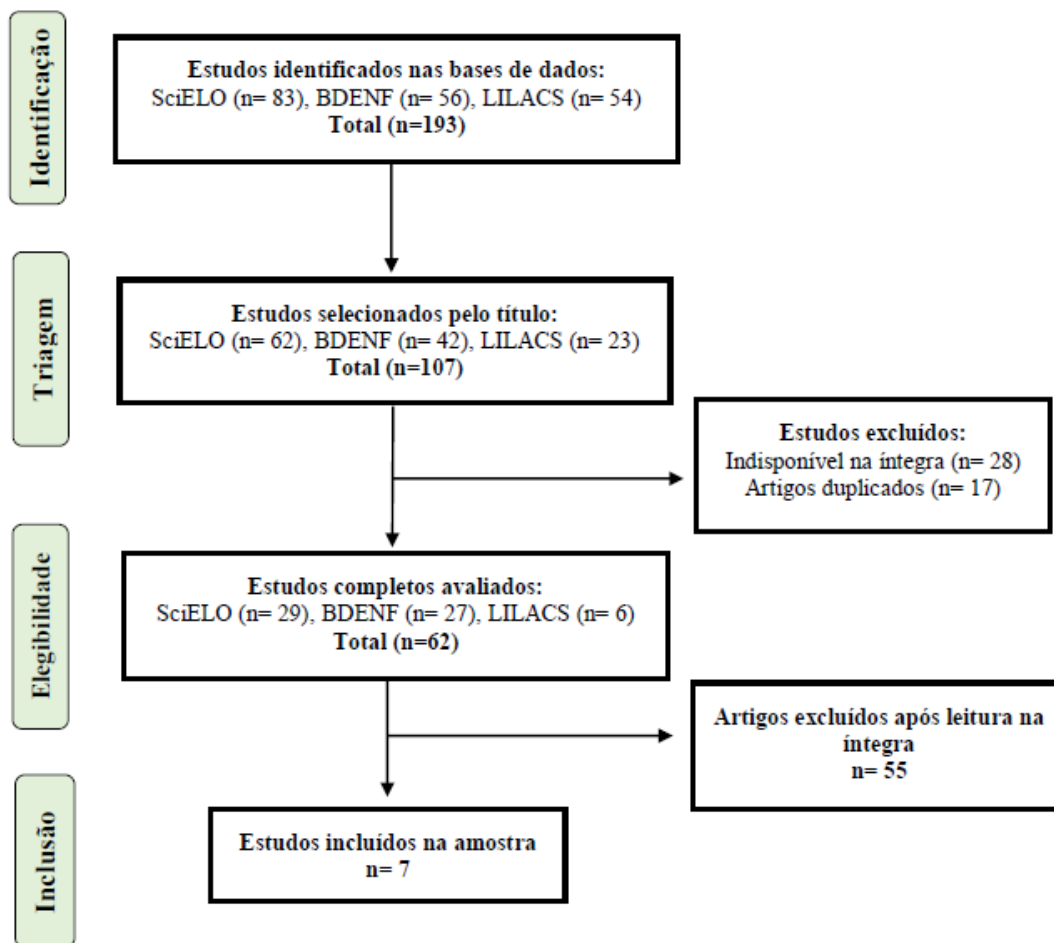 Identificação
Estudos identificados nas bases de dados:
SciELO (n= 83), BDENF (n= 56), LILACS (n= 54)
Total (n=193)
Triagem
Estudos selecionados pelo título:
SciELO (n= 62), BDENF (n= 42), LILACS (n= 23)
Total (n=107)
Estudos excluídos:
Indisponível na íntegra (n= 28)
Artigos duplicados (n= 17)
Elegibilidade
Estudos completos avaliados:
SciELO (n= 29), BDENF (n= 27), LILACS (n= 6)
Total (n=62)
Artigos excluídos após leitura na
íntegra
n= 55
Inclusão
Estudos incluídos na amostra
n= 7